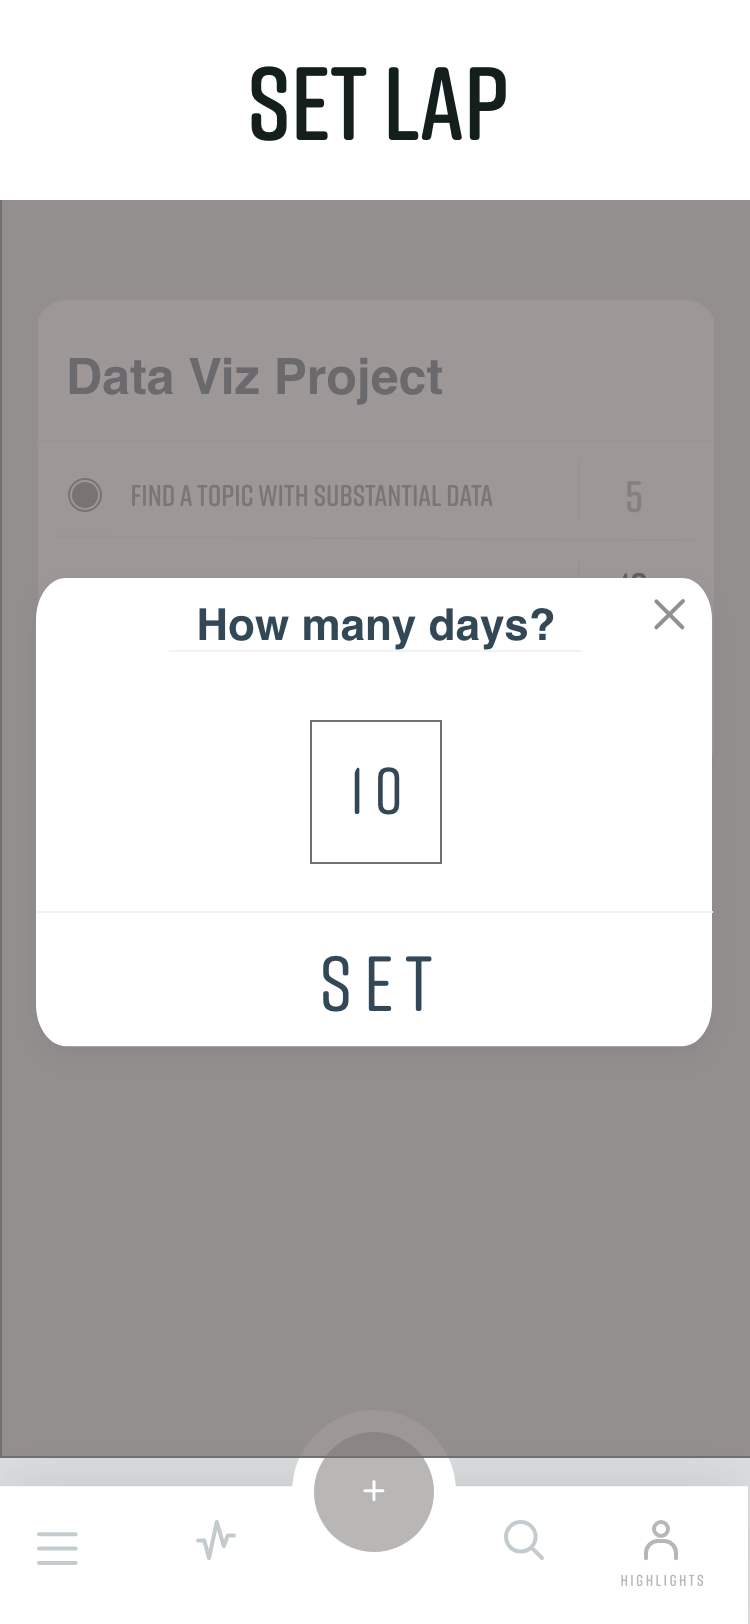 SET LAP
Data Viz Project
FIND A TOPIC WITH SUBSTANTIAL DATA 5
How many days?
10
SET
+
HIGHLIGHTS